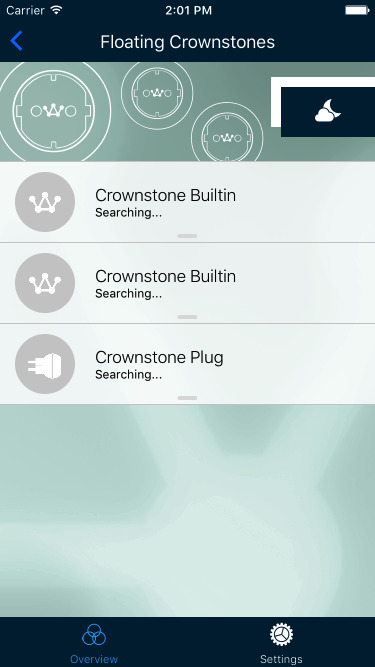 Carrier 2:01 PM
Floating Crownstones
Crownstone Builtin
Searching...
Crownstone Builtin
Searching...
Crownstone Plug
Searching...
Overview Settings